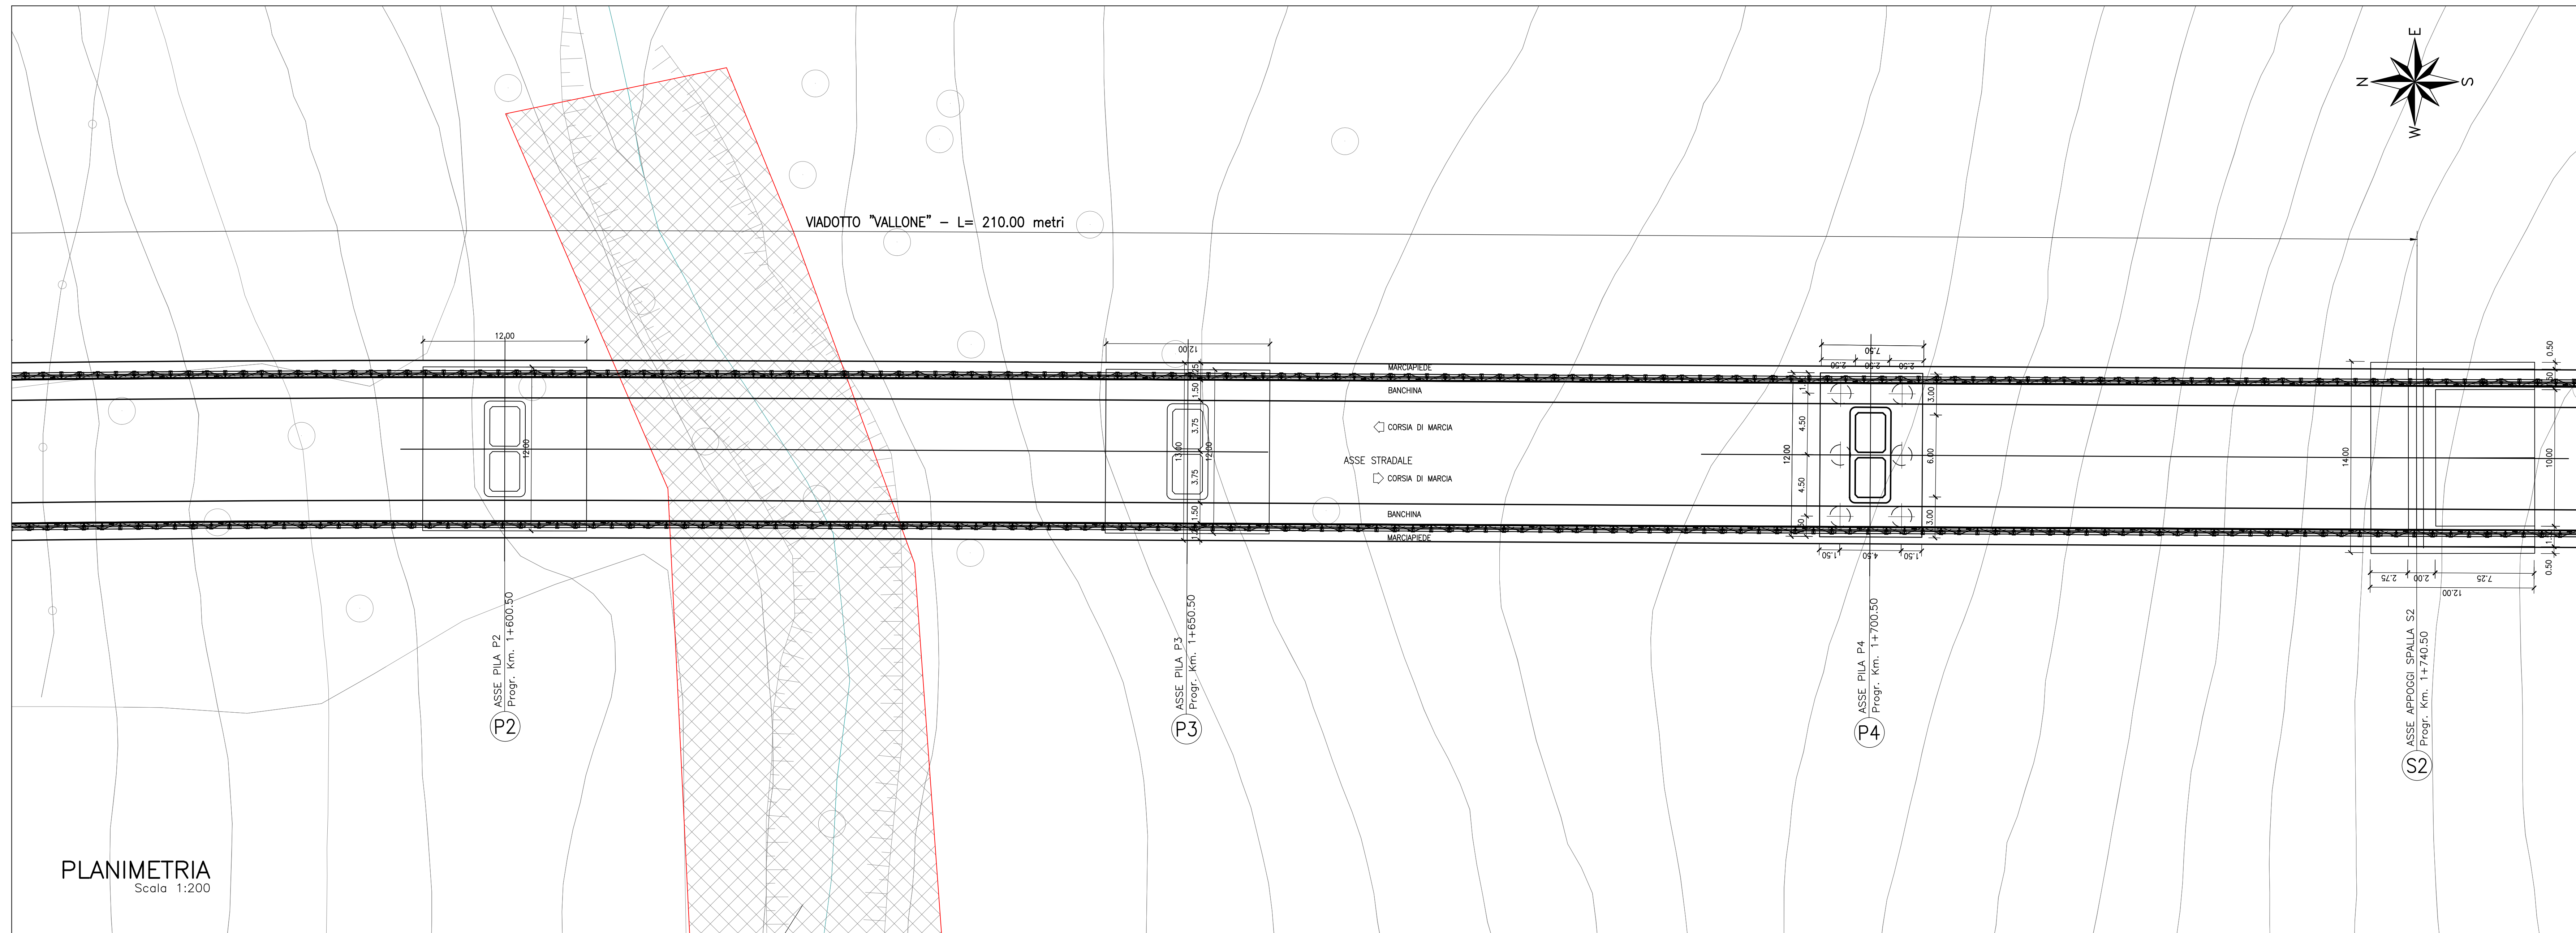 E
N
S
W
VIADOTTO "VALLONE" - L= 210.00 metri
12.00
12.00
12.00
1.50
3.75
13.00
12.00
3.75
1.50
MARCIAPIEDE
BANCHINA
CORSIA DI MARCIA
ASSE STRADALE
CORSIA DI MARCIA
BANCHINA
MARCIAPIEDE
7.50
2.50
2.50
2.50
3.00
4.50
12.00
6.00
4.50
3.00
1.50
4.50
1.50
0.50
14.00
10.00
0.50
2.75
2.00
7.25
12.00
ASSE PILA P2
Progr. Km. 1+600.50
P2
ASSE PILA P3
Progr. Km. 1+650.50
P3
ASSE PILA P4
Progr. Km. 1+700.50
P4
ASSE APPOGGI SPALLA S2
Progr. Km. 1+740.50
S2
PLANIMETRIA
Scala 1:200